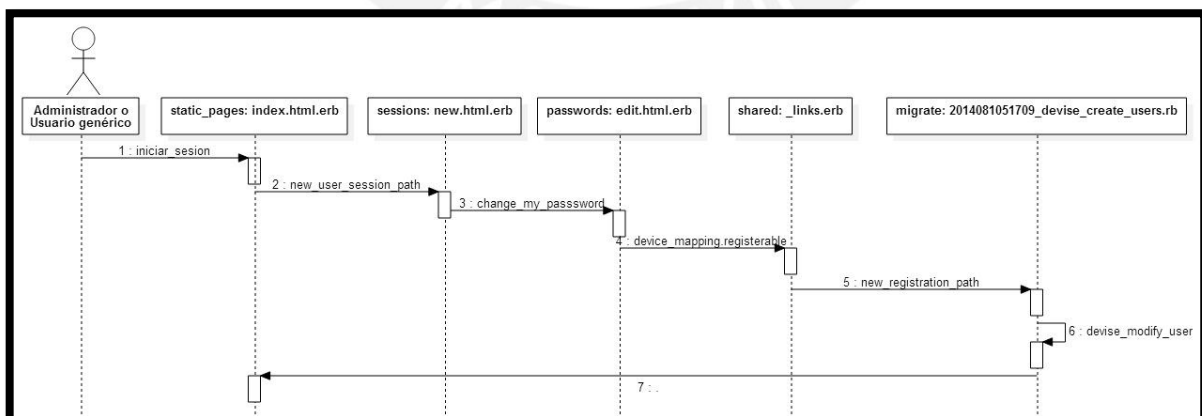 Administrador o
Usuario genérico
static_pages: index.html.erb
sessions: new.html.erb
passwords: edit.html.erb
shared: _links.erb
migrate: 2014081051709_devise_create_users.rb
1 : iniciar_sesion
2 : new_user_session_path
3 : change_my_passsword
4 : device_mapping.registerable
5 : new_registration_path
6 : devise_modify_user
7 : .